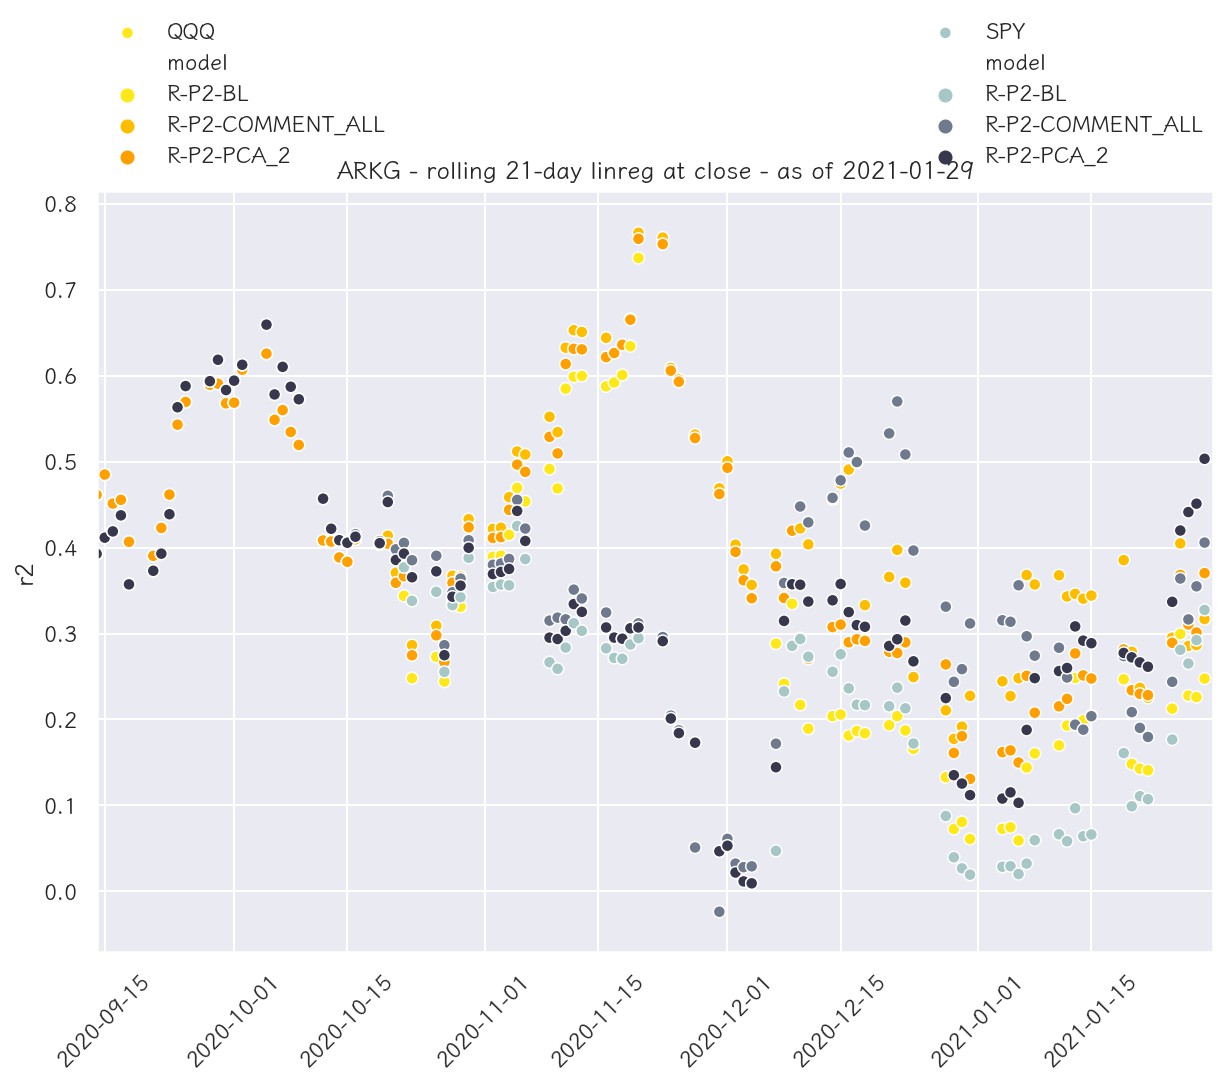 QQQ
model
R-P2-BL
R-P2-COMMENT_ALL
R-P2-PCA_2
SPY
model
R-P2-BL
R-P2-COMMENT_ALL
R-P2-PCA_2
ARKG - rolling 21-day linreg at close - as of 2021-01-29
0.8
0.7
0.6
0.5
0.4
0.3
0.2
0.1
0.0
r2
2020-09-15
2020-10-01
2020-10-15
2020-11-01
2020-11-15
2020-12-01
2020-12-15
2021-01-01
2021-01-15